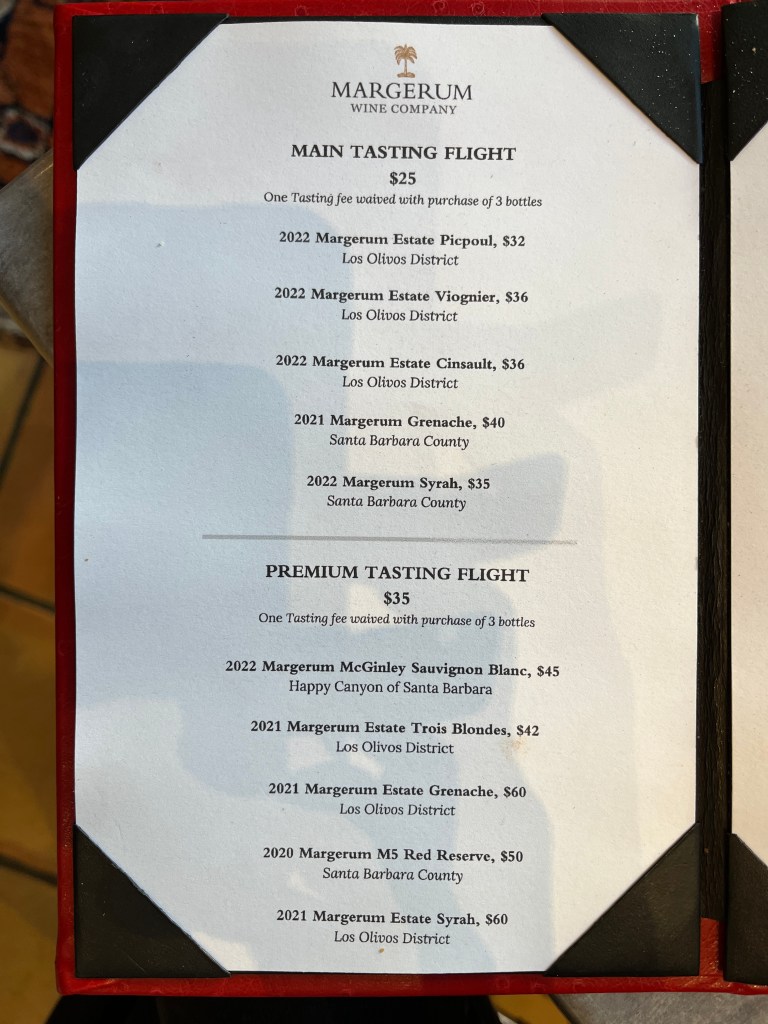 MARGERUM
WINE COMPANY
MAIN TASTING FLIGHT
$25
One Tasting fee waived with purchase of 3 bottles
2022 Margerum Estate Picpoul, $32
Los Olivos District
2022 Margerum Estate Viognier, $36
Los Olivos District
2022 Margerum Estate Cinsault, $36
Los Olivos District
2021 Margerum Grenache, $40
Santa Barbara County
2022 Margerum Syrah, $35
Santa Barbara County
PREMIUM TASTING FLIGHT
$35
One Tasting fee waived with purchase of 3 bottles
2022 Margerum McGinley Sauvignon Blanc, $45
Happy Canyon of Santa Barbara
2021 Margerum Estate Trois Blondes, $42
Los Olivos District
2021 Margerum Estate Grenache, $60
Los Olivos District
2020 Margerum M5 Red Reserve, $50
Santa Barbara County
2021 Margerum Estate Syrah, $60
Los Olivos District